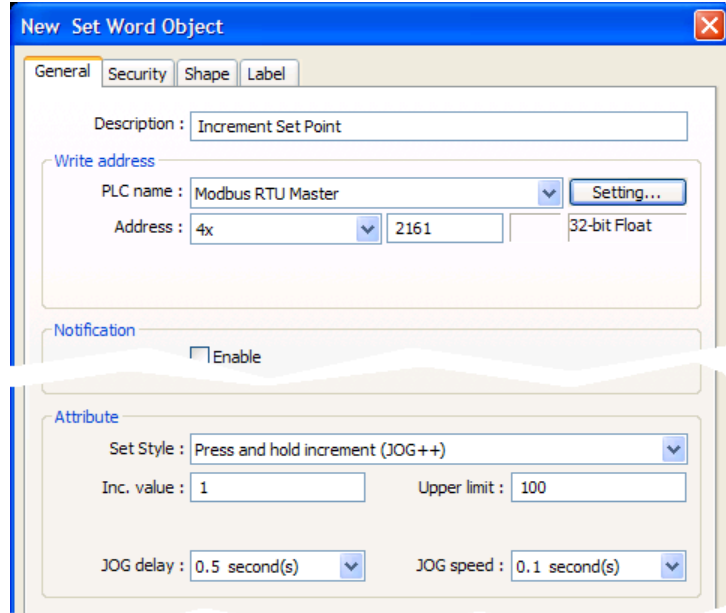 New Set Word Object
General Security Shape Label
Description : Increment Set Point
Write address
PLC name : Modbus RTU Master Setting...
Address : 4x 2161 32-bit Float
Notification
Enable
Attribute
Set Style : Press and hold increment (JOG++)
Inc. value : 1 Upper limit : 100
JOG delay : 0.5 second(s) JOG speed : 0.1 second(s)